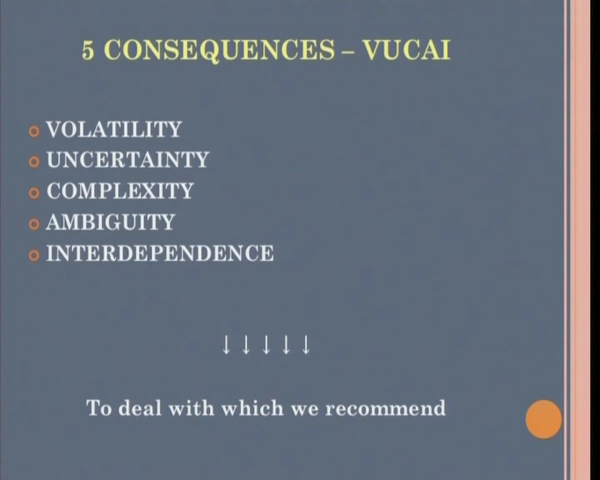 5 CONSEQUENCES – VUCAI
VOLATILITY
UNCERTAINTY
COMPLEXITY
AMBIGUITY
INTERDEPENDENCE
↓ ↓ ↓ ↓ ↓
To deal with which we recommend